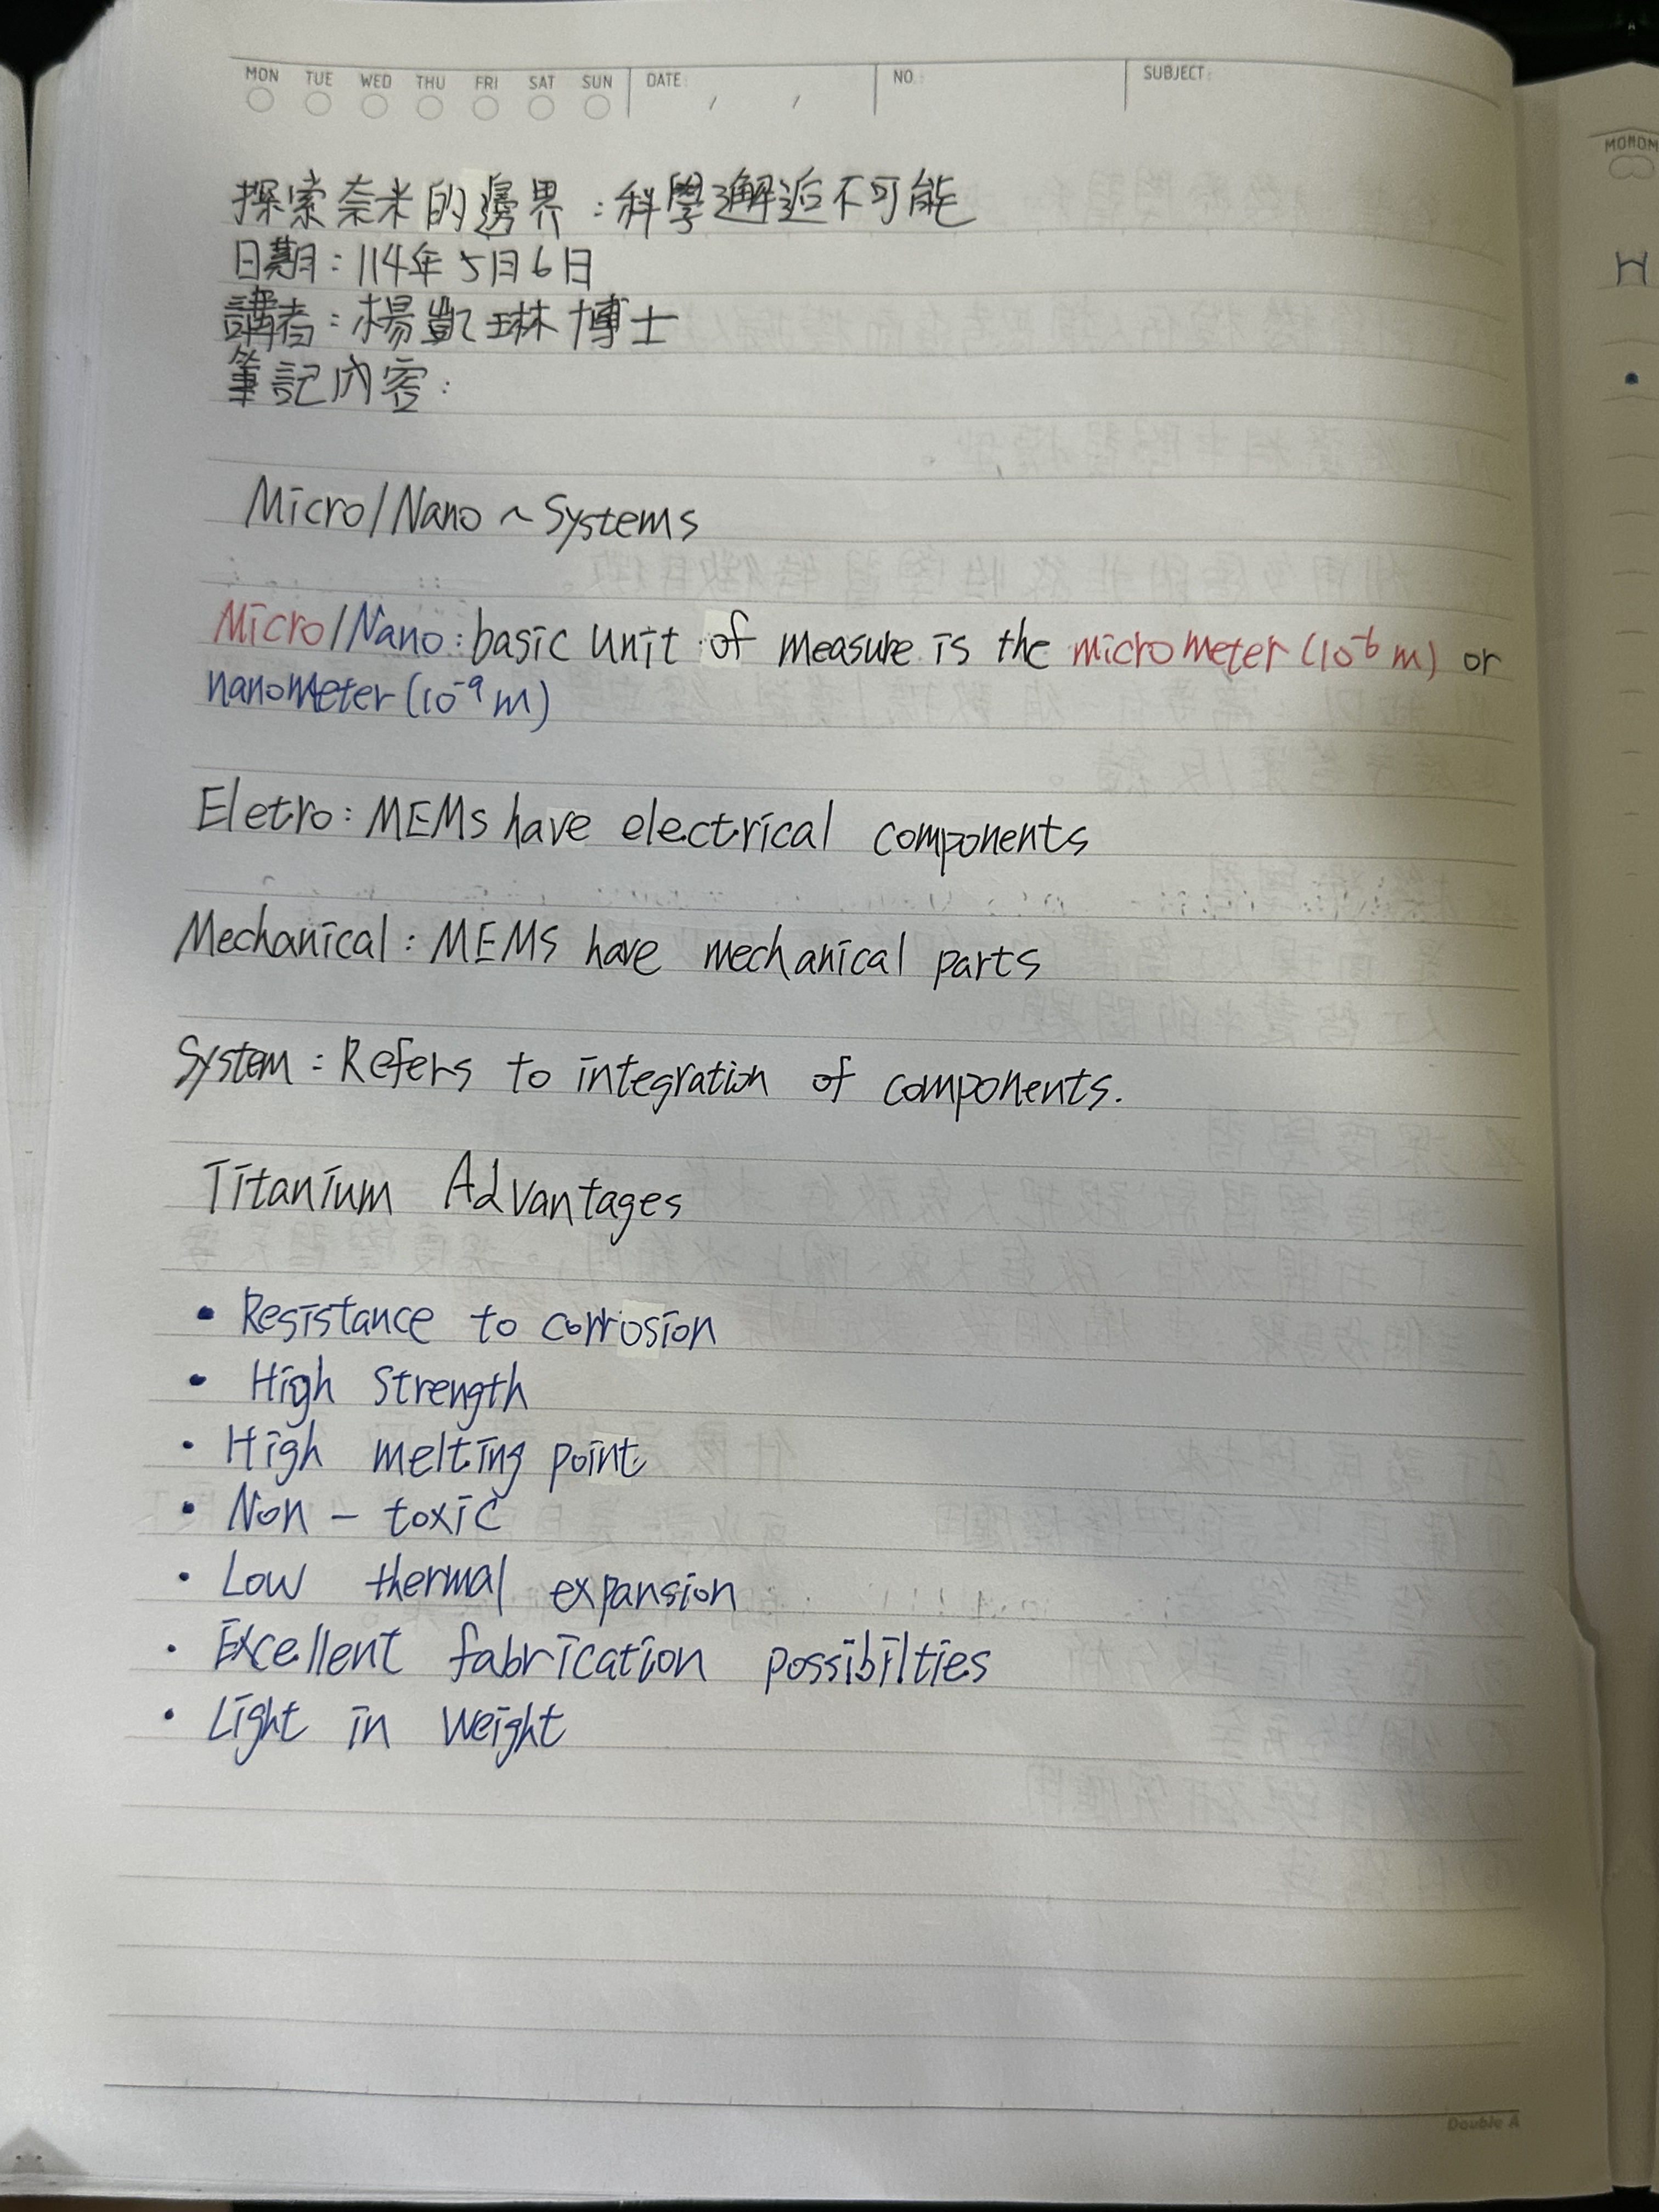 MON TUE WED THU FRI SAT SUN DATE: / / NO.: SUBJECT:
探索奈米的邊界:科學邂逅不可能
日期:114年5月6日
講者:楊凱琳博士
筆記內容:
Micro/Nano ~ Systems
Micro/Nano: basic unit of measure is the micrometer (10⁻⁶ m) or
nanometer (10⁻⁹ m)
Eletro: MEMs have electrical components
Mechanical: MEMS have mechanical parts
System: Refers to integration of components.
Titanium Advantages
• Resistance to corrosion
• High Strength
• High melting point
• Non - toxic
• Low thermal expansion
• Excellent fabrication possibilties
• Light in weight
Double A